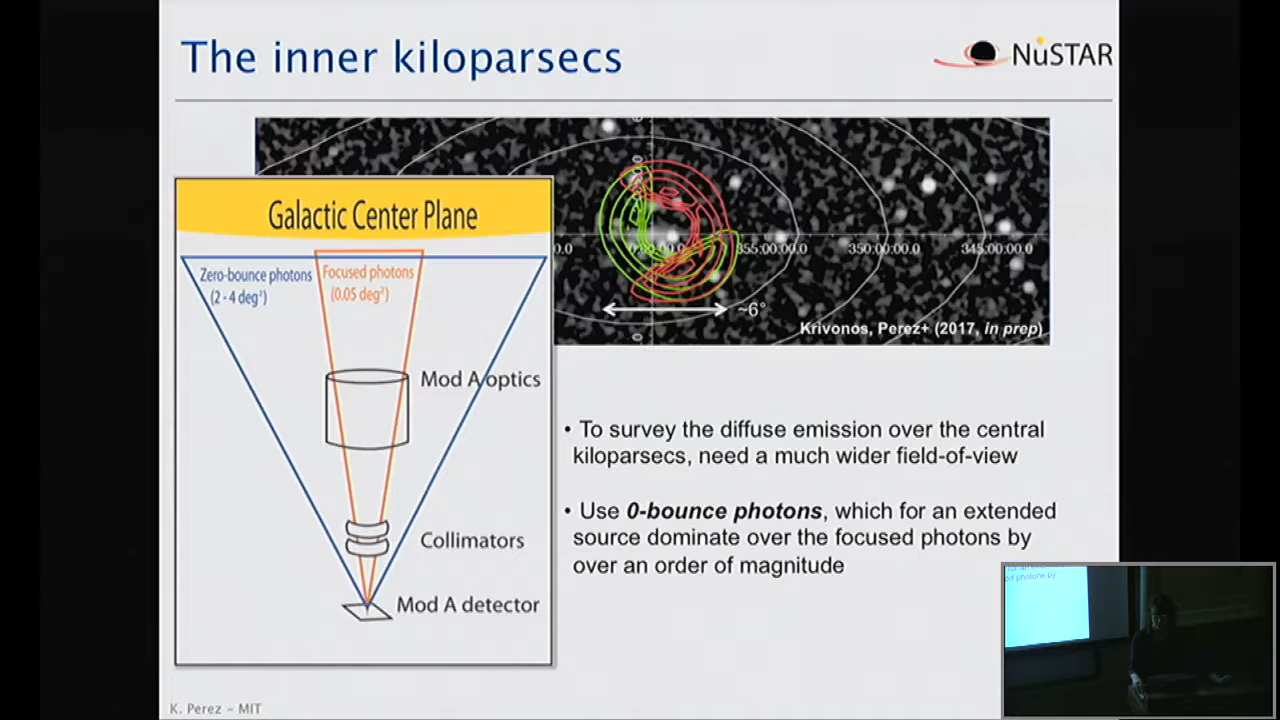 The inner kiloparsecs
NuSTAR
Galactic Center Plane
Zero-bounce photons
(2 - 4 deg²)
Focused photons
(0.05 deg²)
355:00:00.0
350:00:00.0
345:00:00.0
~6°
Krivonos, Perez+ (2017, in prep)
Mod A optics
Collimators
Mod A detector
• To survey the diffuse emission over the central
kiloparsecs, need a much wider field-of-view
• Use 0-bounce photons, which for an extended
source dominate over the focused photons by
over an order of magnitude
K. Perez – MIT